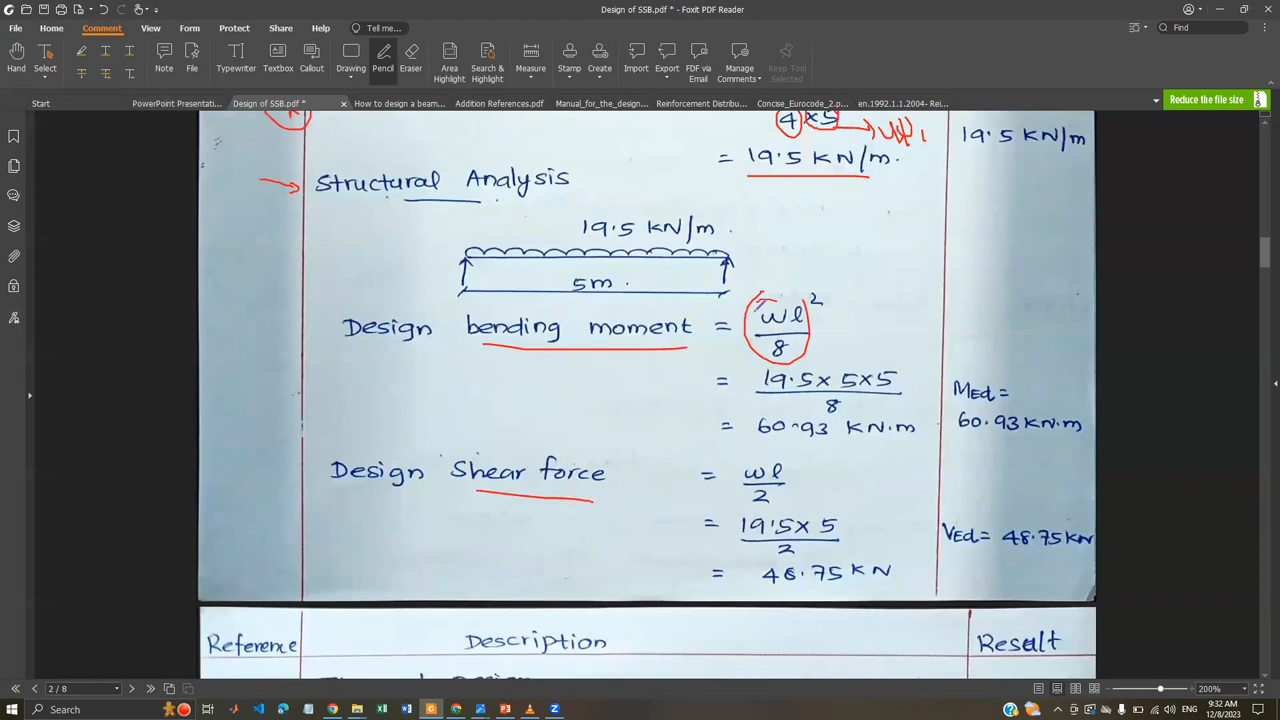 Design of SSB.pdf * - Foxit PDF Reader
File Home Comment View Form Protect Share Help Tell me... Find
Hand Select Note File Typewriter Textbox Callout Drawing Pencil Eraser Area Highlight Search & Highlight Measure Stamp Create Import Export FDF via Email Manage Comments Keep Tool Selected
Start PowerPoint Presentati... Design of SSB.pdf * How to design a beam... Addition References.pdf Manual_for_the_design... Reinforcement Distribu... Concise_Eurocode_2.p... en.1992.1.1.2004- Rei... Reduce the file size
4 x 5
= 19.5 KN/m.
19.5 KN/m
Structural Analysis
19.5 KN/m.
5m.
Design bending moment = wl²/8
= 19.5 x 5 x 5 / 8
= 60.93 KN.m
MEd =
60.93 KN.m
Design Shear force = wl/2
= 19.5 x 5 / 2
= 48.75 KN
VEd = 48.75 KN
Reference Description Result
2 / 8 200%
Search 9:32 AM
12/8/2023